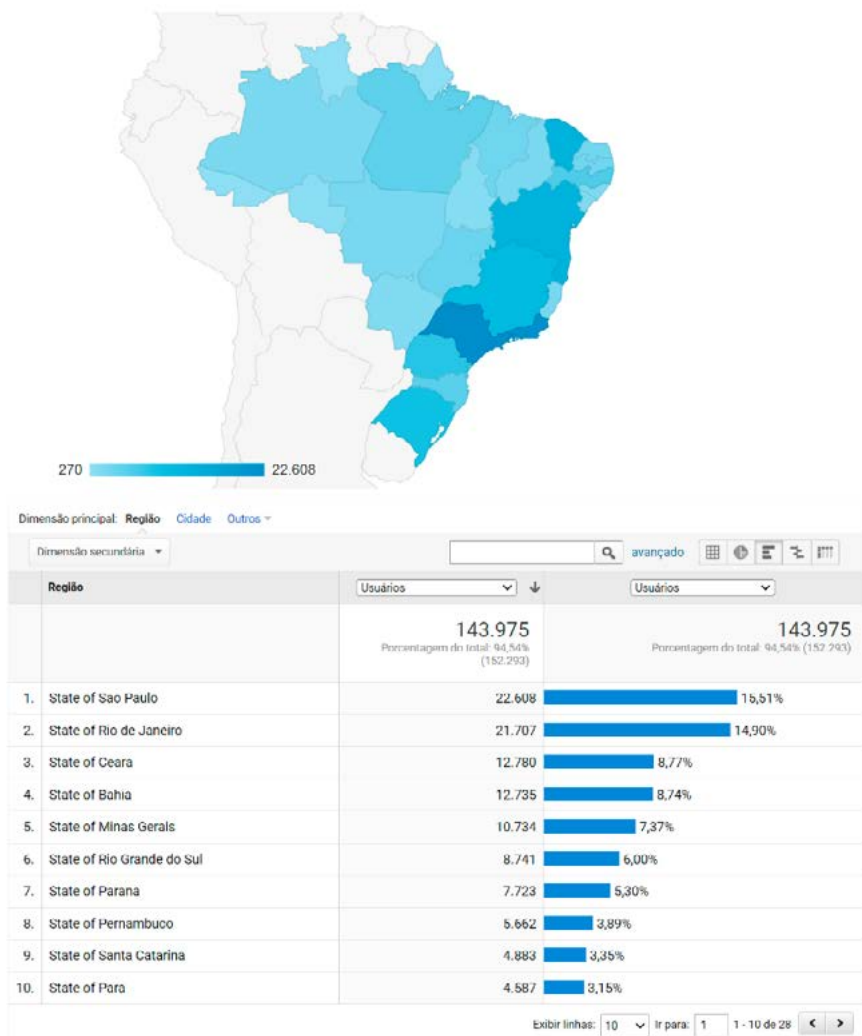 270 22.608
Dimensão principal: Região Cidade Outros
Dimensão secundária avançado
Região Usuários Usuários
143.975 143.975
Porcentagem do total: 94,54% Porcentagem do total: 94,54% (152.293)
(152.293)
1. State of Sao Paulo 22.608 15,51%
2. State of Rio de Janeiro 21.707 14,90%
3. State of Ceara 12.780 8,77%
4. State of Bahia 12.735 8,74%
5. State of Minas Gerais 10.734 7,37%
6. State of Rio Grande do Sul 8.741 6,00%
7. State of Parana 7.723 5,30%
8. State of Pernambuco 5.662 3,89%
9. State of Santa Catarina 4.883 3,35%
10. State of Para 4.587 3,15%
Exibir linhas: 10 Ir para: 1 1 - 10 de 28